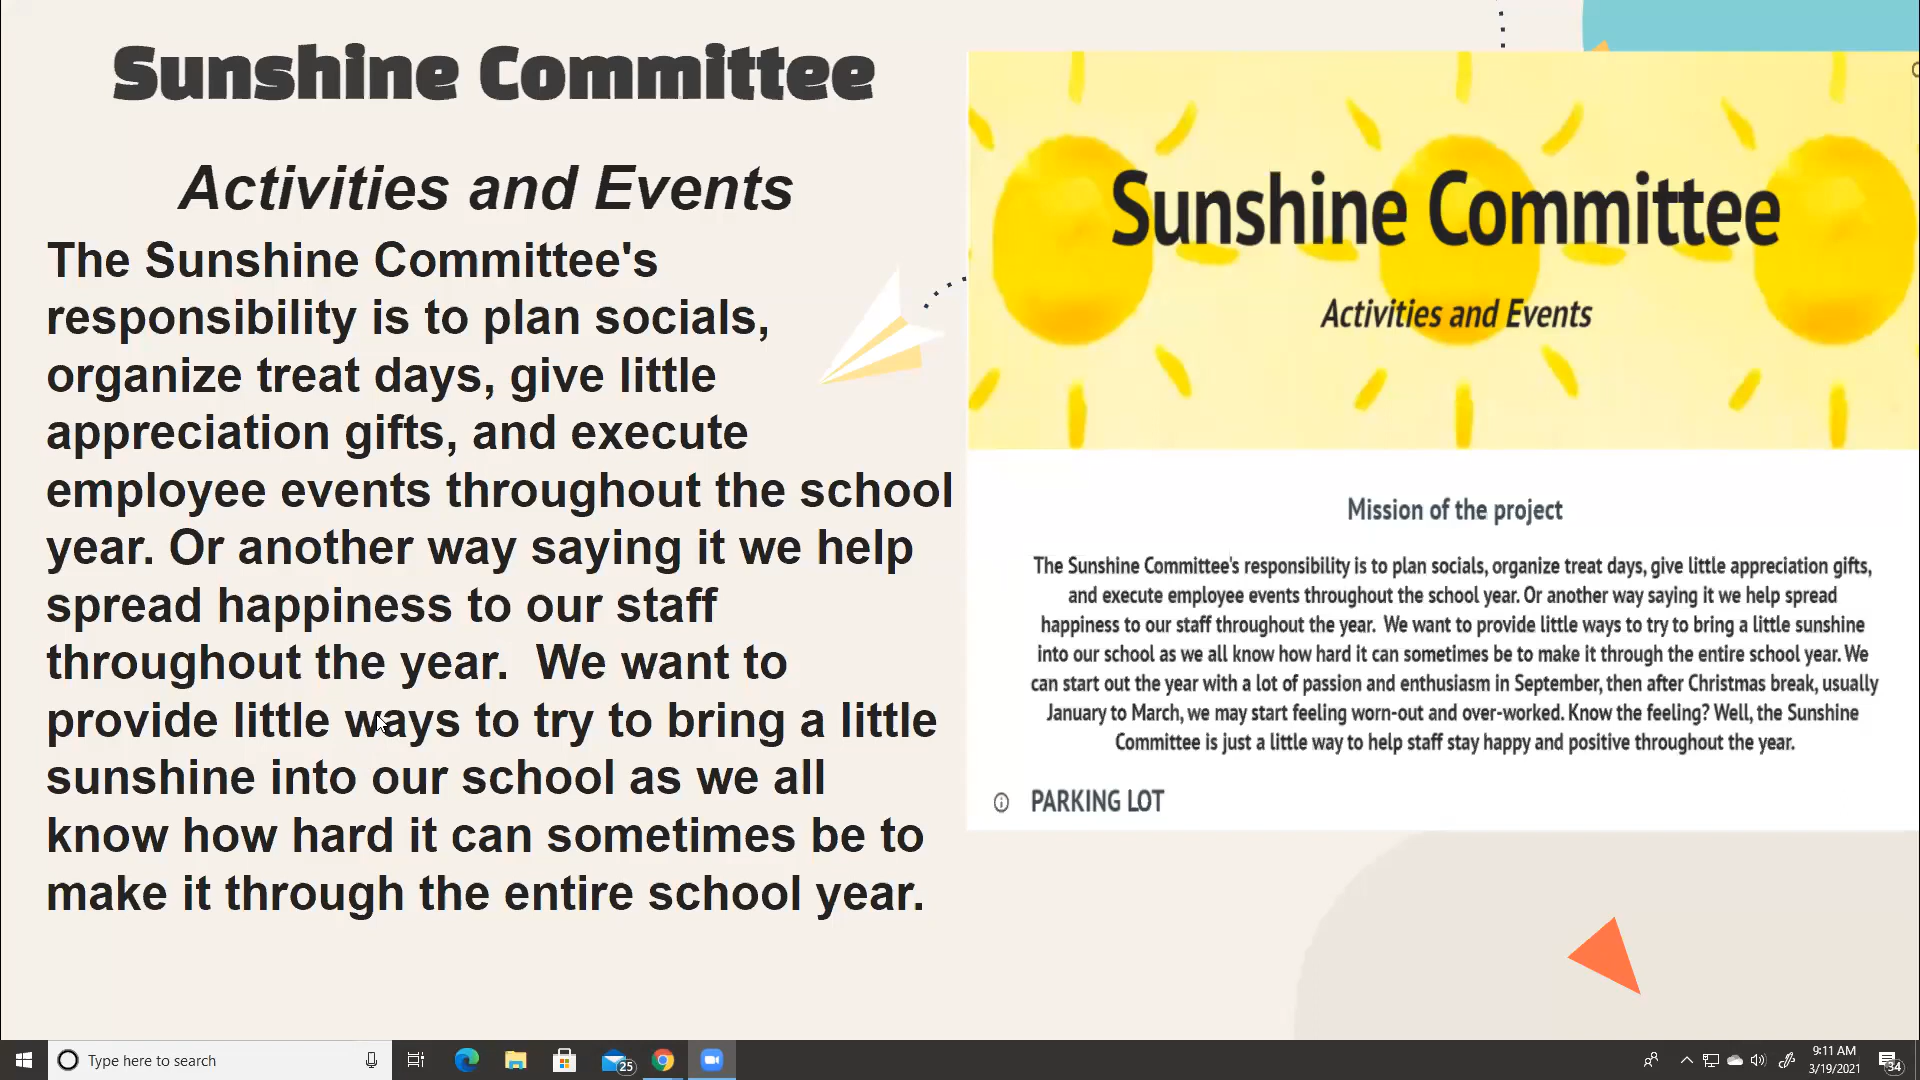 Sunshine Committee
Activities and Events
The Sunshine Committee's
responsibility is to plan socials,
organize treat days, give little
appreciation gifts, and execute
employee events throughout the school
year. Or another way saying it we help
spread happiness to our staff
throughout the year.  We want to
provide little ways to try to bring a little
sunshine into our school as we all
know how hard it can sometimes be to
make it through the entire school year.
Sunshine Committee
Activities and Events
Mission of the project
The Sunshine Committee's responsibility is to plan socials, organize treat days, give little appreciation gifts,
and execute employee events throughout the school year. Or another way saying it we help spread
happiness to our staff throughout the year.  We want to provide little ways to try to bring a little sunshine
into our school as we all know how hard it can sometimes be to make it through the entire school year. We
can start out the year with a lot of passion and enthusiasm in September, then after Christmas break, usually
January to March, we may start feeling worn-out and over-worked. Know the feeling? Well, the Sunshine
Committee is just a little way to help staff stay happy and positive throughout the year.
PARKING LOT
Type here to search
25
9:11 AM
3/19/2021
34